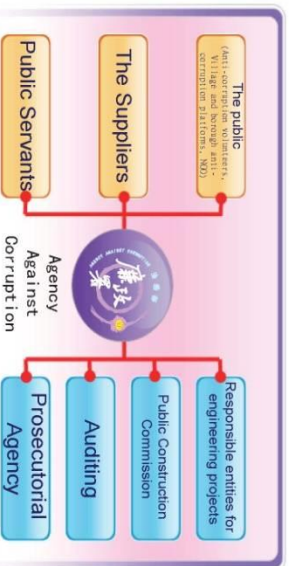 The public
(Anti-corruption volunteers,
Village and borough anti-
corruption platforms, NGO)
The Suppliers
Public Servants
廉政
署
Agency
Against
Corruption
Responsible entities for
engineering projects
Public Construction
Commission
Auditing
Prosecutorial
Agency